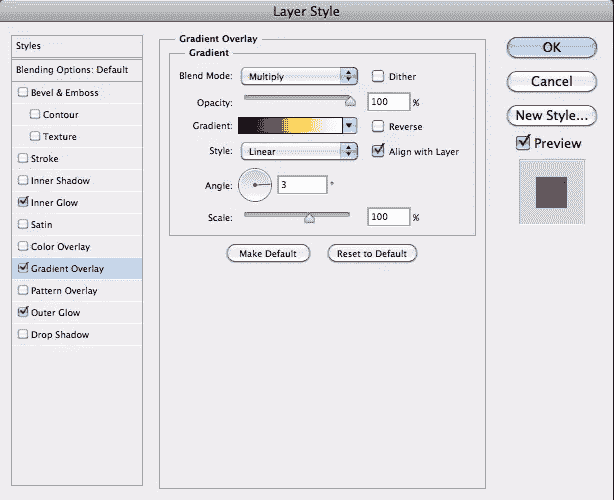 Layer Style
Styles
Blending Options: Default
Bevel & Emboss
Contour
Texture
Stroke
Inner Shadow
Inner Glow
Satin
Color Overlay
Gradient Overlay
Pattern Overlay
Outer Glow
Drop Shadow
Gradient Overlay
Gradient
Blend Mode: Multiply Dither
Opacity: 100 %
Gradient: Reverse
Style: Linear Align with Layer
Angle: 3 °
Scale: 100 %
Make Default Reset to Default
OK
Cancel
New Style...
Preview